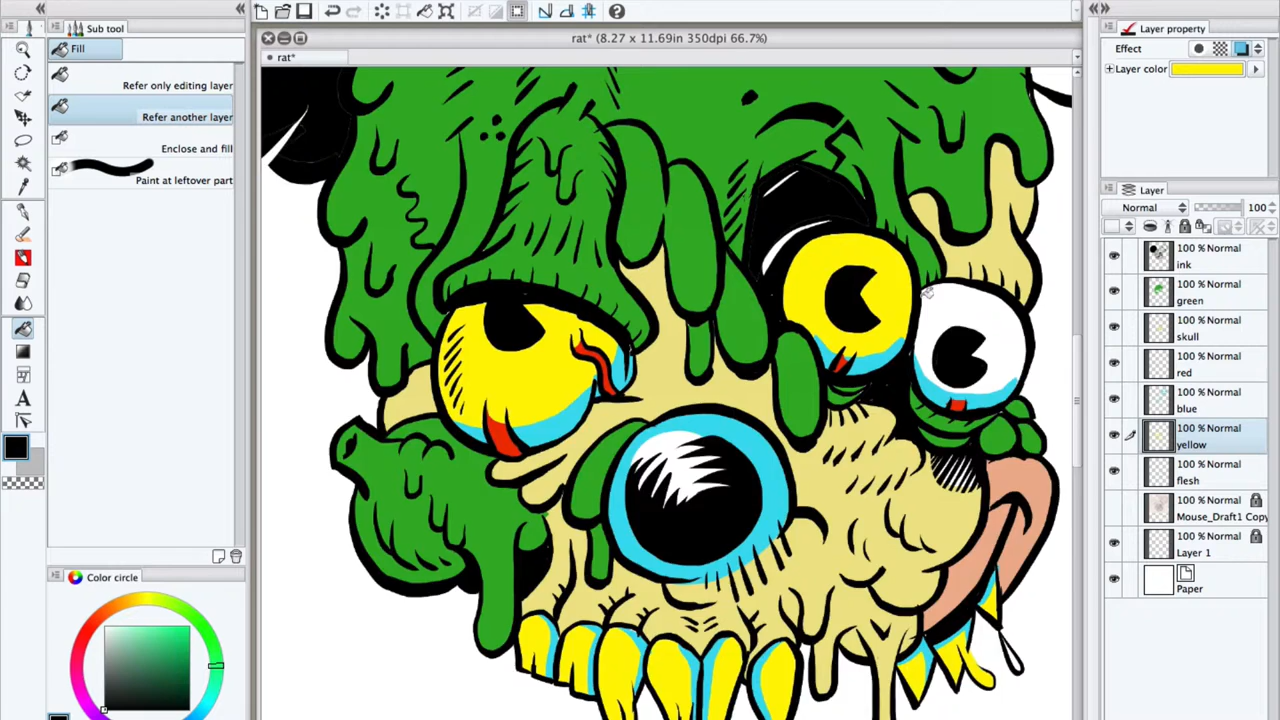 rat* (8.27 x 11.69in 350dpi 66.7%)
rat*
Sub tool
Fill
Refer only editing layer
Refer another layer
Enclose and fill
Paint at leftover part
Color circle
Layer property
Effect
Layer color
Layer
Normal
100
100 % Normal
ink
100 % Normal
green
100 % Normal
skull
100 % Normal
red
100 % Normal
blue
100 % Normal
yellow
100 % Normal
flesh
100 % Normal
Mouse_Draft1 Copy
100 % Normal
Layer 1
Paper